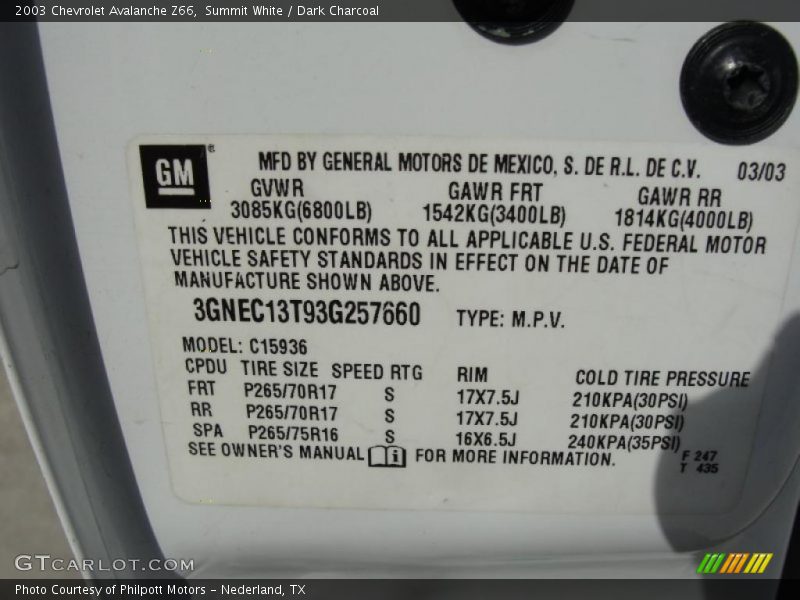 2003 Chevrolet Avalanche Z66, Summit White / Dark Charcoal
GM ®
MFD BY GENERAL MOTORS DE MEXICO, S. DE R.L. DE C.V. 03/03
GVWR GAWR FRT GAWR RR
3085KG(6800LB) 1542KG(3400LB) 1814KG(4000LB)
THIS VEHICLE CONFORMS TO ALL APPLICABLE U.S. FEDERAL MOTOR
VEHICLE SAFETY STANDARDS IN EFFECT ON THE DATE OF
MANUFACTURE SHOWN ABOVE.
3GNEC13T93G257660 TYPE: M.P.V.
MODEL: C15936
CPDU TIRE SIZE SPEED RTG RIM COLD TIRE PRESSURE
FRT P265/70R17 S 17X7.5J 210KPA(30PSI)
RR P265/70R17 S 17X7.5J 210KPA(30PSI)
SPA P265/75R16 S 16X6.5J 240KPA(35PSI)
SEE OWNER'S MANUAL i FOR MORE INFORMATION.
F 247
T 435
GTCARLOT.COM
Photo Courtesy of Philpott Motors - Nederland, TX